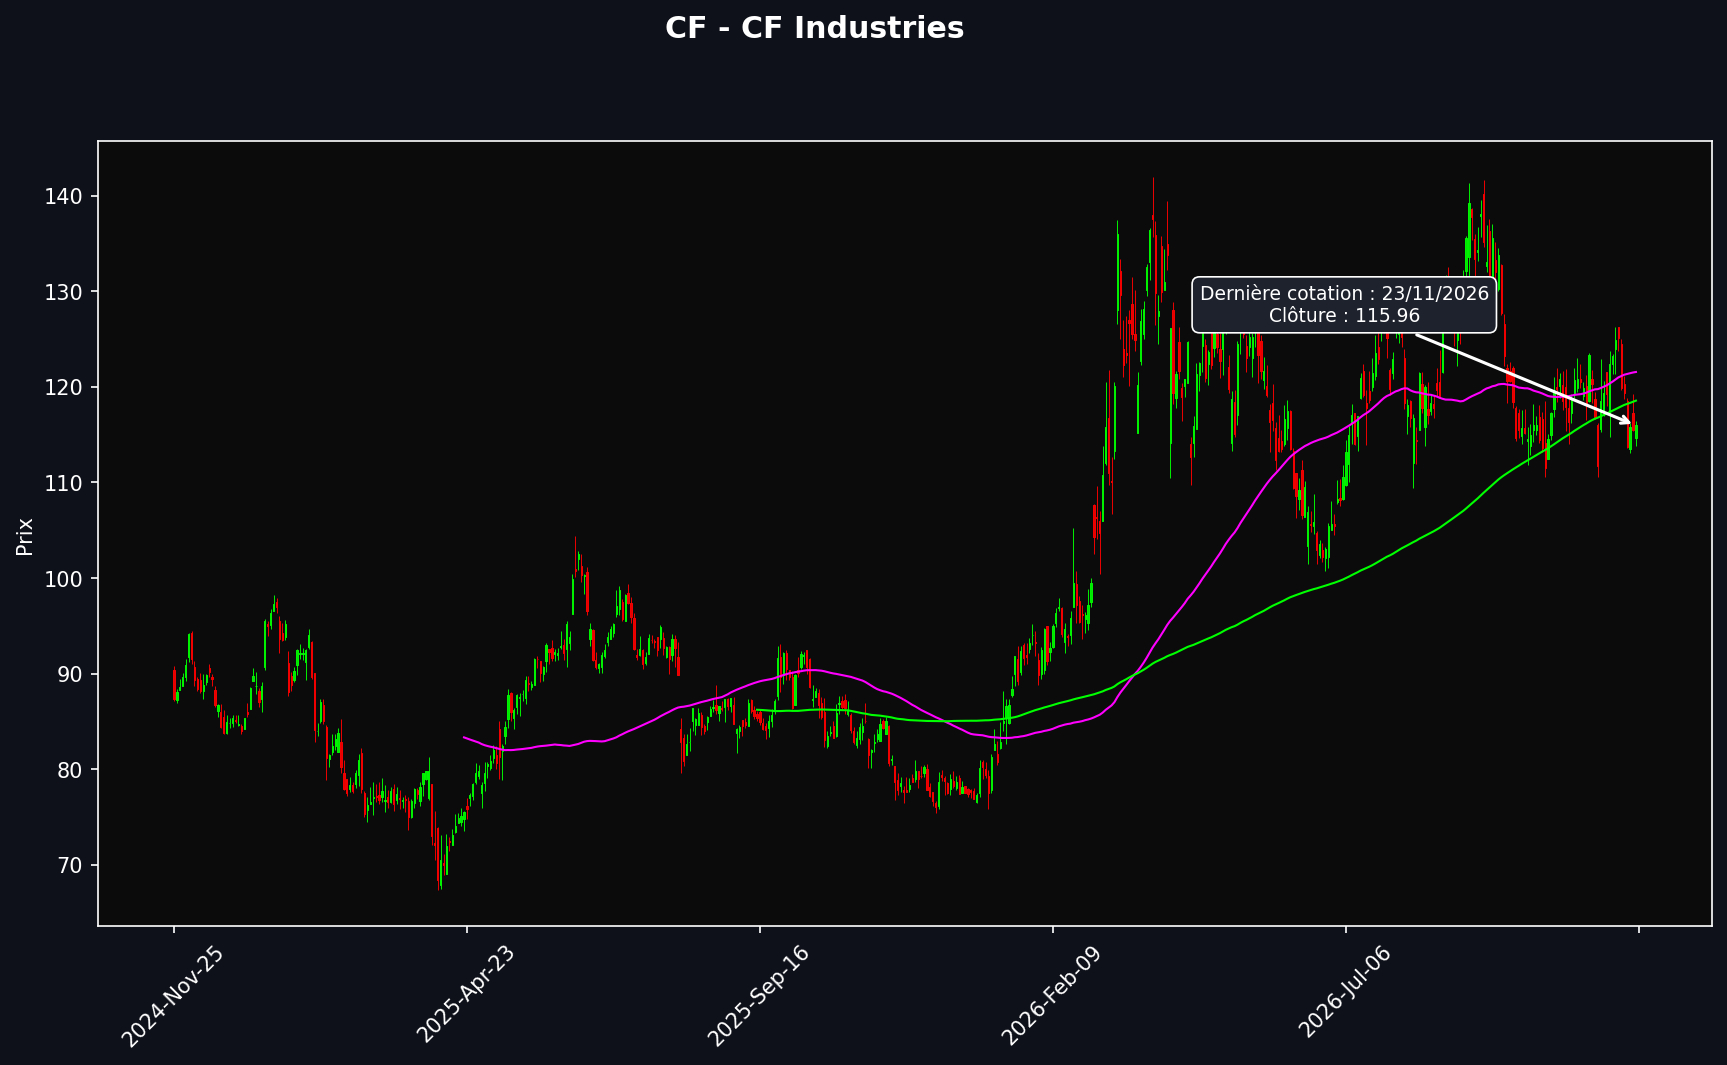 CF - CF Industries
Prix
140
130
120
110
100
90
80
70
Dernière cotation : 23/11/2026
Clôture : 115.96
2024-Nov-25
2025-Apr-23
2025-Sep-16
2026-Feb-09
2026-Jul-06